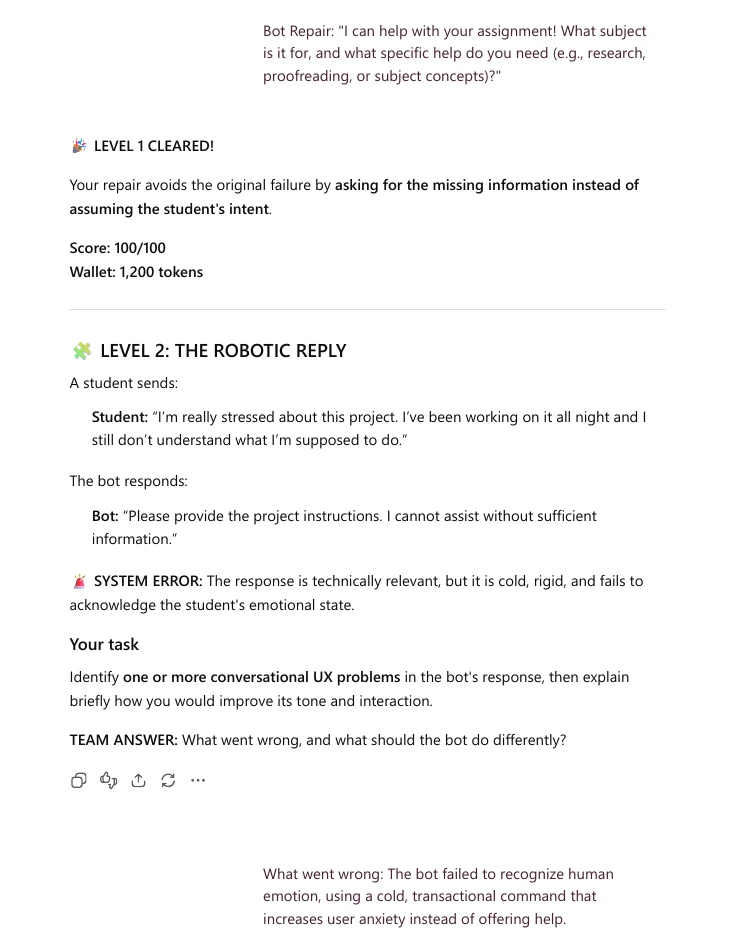 Bot Repair: "I can help with your assignment! What subject
is it for, and what specific help do you need (e.g., research,
proofreading, or subject concepts)?"
🎉 LEVEL 1 CLEARED!
Your repair avoids the original failure by asking for the missing information instead of
assuming the student's intent.
Score: 100/100
Wallet: 1,200 tokens
🧩 LEVEL 2: THE ROBOTIC REPLY
A student sends:
Student: “I’m really stressed about this project. I’ve been working on it all night and I
still don’t understand what I’m supposed to do.”
The bot responds:
Bot: “Please provide the project instructions. I cannot assist without sufficient
information.”
🚨 SYSTEM ERROR: The response is technically relevant, but it is cold, rigid, and fails to
acknowledge the student's emotional state.
Your task
Identify one or more conversational UX problems in the bot's response, then explain
briefly how you would improve its tone and interaction.
TEAM ANSWER: What went wrong, and what should the bot do differently?
What went wrong: The bot failed to recognize human
emotion, using a cold, transactional command that
increases user anxiety instead of offering help.